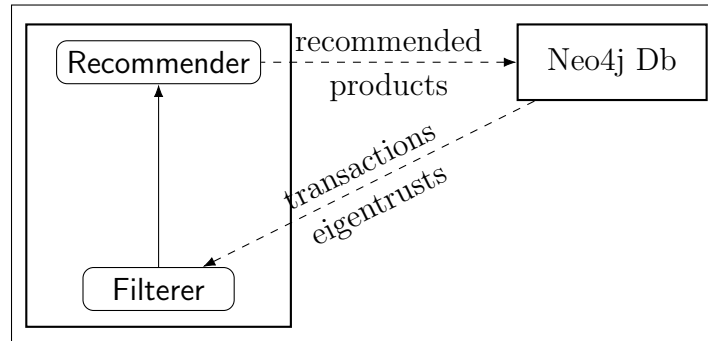 Recommender
recommended
products
Neo4j Db
transactions
eigentrusts
Filterer